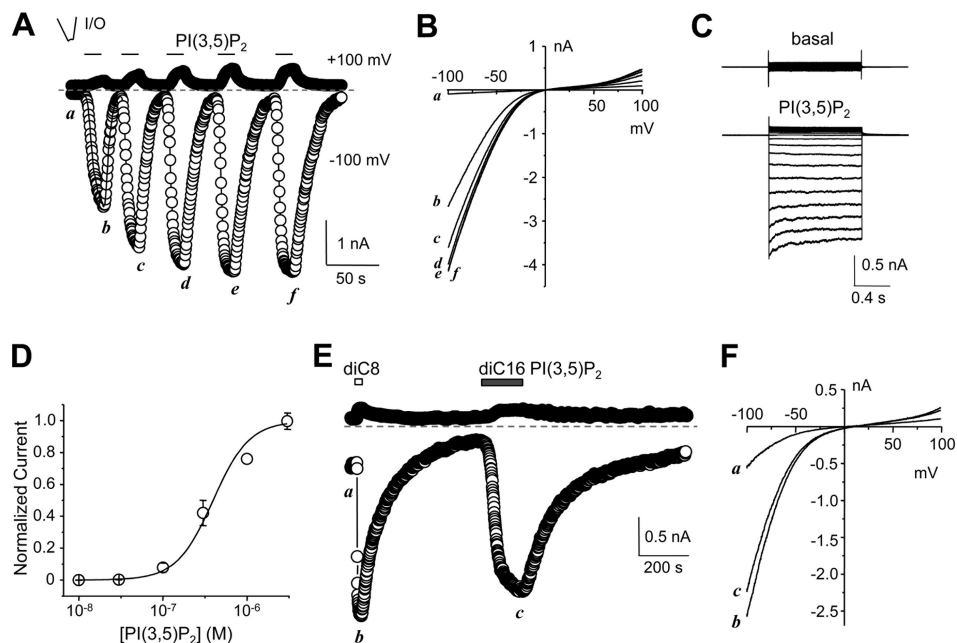 A
I/O
PI(3,5)P2
+100 mV
a
-100 mV
b
c
d
e
f
1 nA
50 s
B
nA
1
-100
-50
0
a
50
100
mV
-1
b
-2
c
-3
d
e f
-4
C
basal
PI(3,5)P2
0.5 nA
0.4 s
D
Normalized Current
1.0
0.8
0.6
0.4
0.2
0
10-8
10-7
10-6
[PI(3,5)P2] (M)
E
diC8
diC16 PI(3,5)P2
a
b
c
0.5 nA
200 s
F
0.5
nA
-100
-50
0.0
50
100
mV
a
-0.5
-1.0
-1.5
-2.0
c
b
-2.5